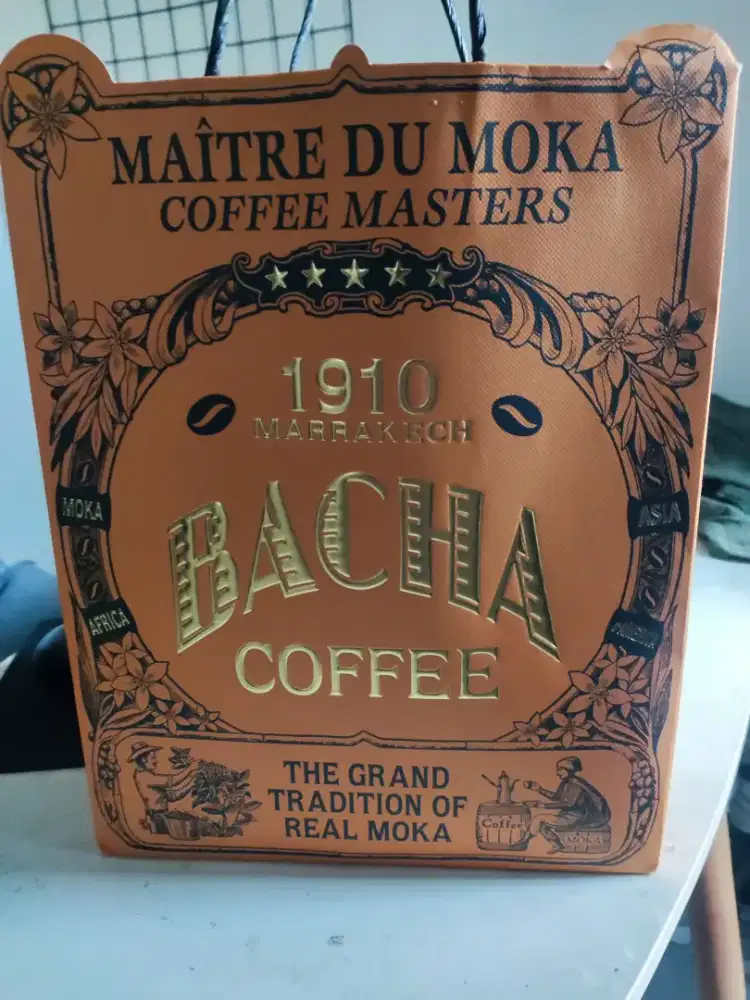 MAÎTRE DU MOKA
COFFEE MASTERS
1910
MARRAKECH
BACHA
COFFEE
MOKA
ASIA
AFRICA
THE GRAND
TRADITION OF
REAL MOKA
Coffee
MOKA